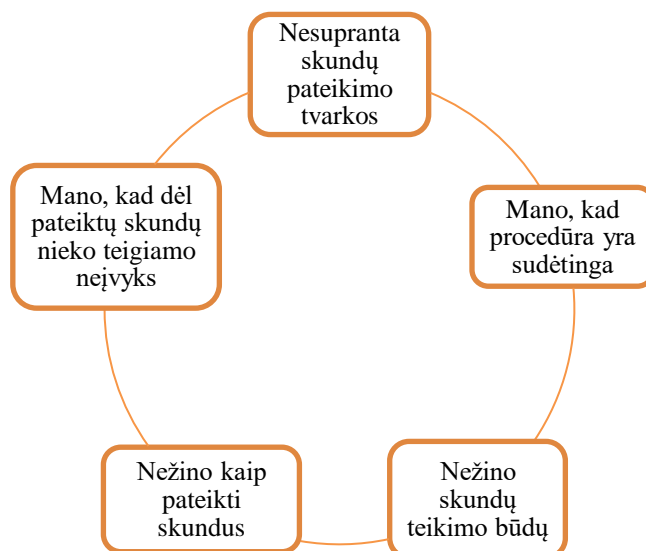 Nesupranta
skundų
pateikimo
tvarkos
Mano, kad
procedūra yra
sudėtinga
Nežino
skundų
teikimo būdų
Nežino kaip
pateikti
skundus
Mano, kad dėl
pateiktų skundų
nieko teigiamo
neįvyks